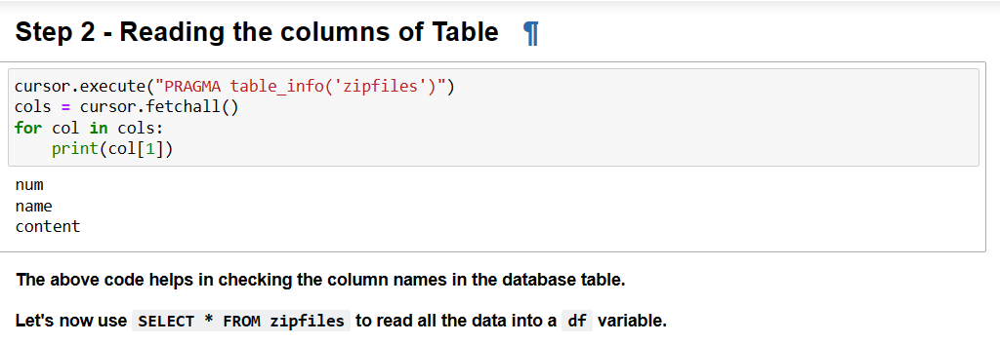 Step 2 - Reading the columns of Table ¶
cursor.execute("PRAGMA table_info('zipfiles')")
cols = cursor.fetchall()
for col in cols:
    print(col[1])
num
name
content
The above code helps in checking the column names in the database table.
Let's now use SELECT * FROM zipfiles to read all the data into a df variable.